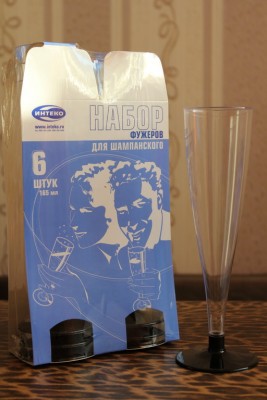 ИНТЕКО
www.inteko.ru
НАБОР
ФУЖЕРОВ
ДЛЯ ШАМПАНСКОГО
6
ШТУК
165 мл